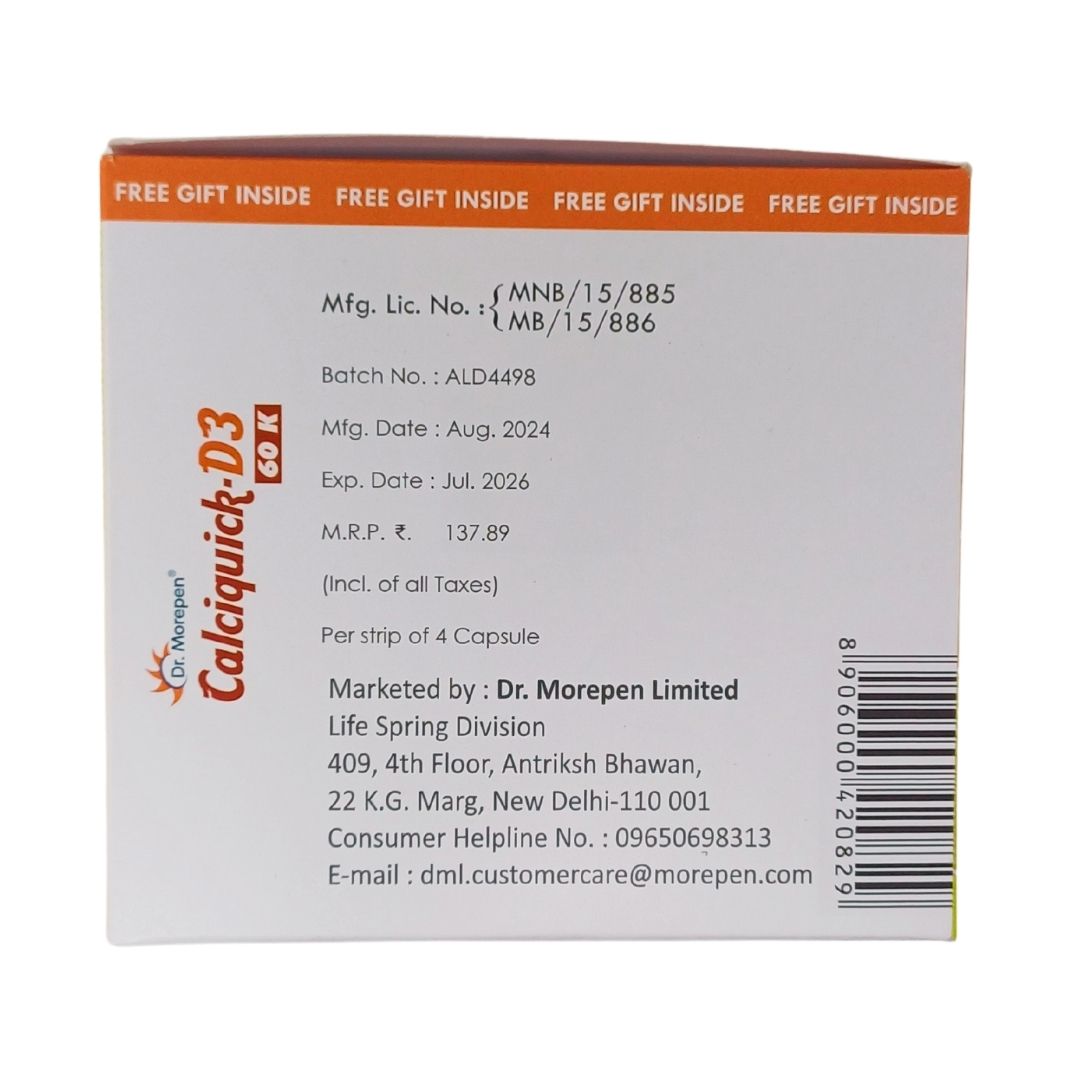 FREE GIFT INSIDE FREE GIFT INSIDE FREE GIFT INSIDE FREE GIFT INSIDE
Mfg. Lic. No. : { MNB/15/885
MB/15/886
Batch No. : ALD4498
Mfg. Date : Aug. 2024
Exp. Date : Jul. 2026
M.R.P. ₹. 137.89
(Incl. of all Taxes)
Per strip of 4 Capsule
Marketed by : Dr. Morepen Limited
Life Spring Division
409, 4th Floor, Antriksh Bhawan,
22 K.G. Marg, New Delhi-110 001
Consumer Helpline No. : 09650698313
E-mail : dml.customercare@morepen.com
Dr. Morepen®
Calciquick-D3
60 K
8 906000 420829